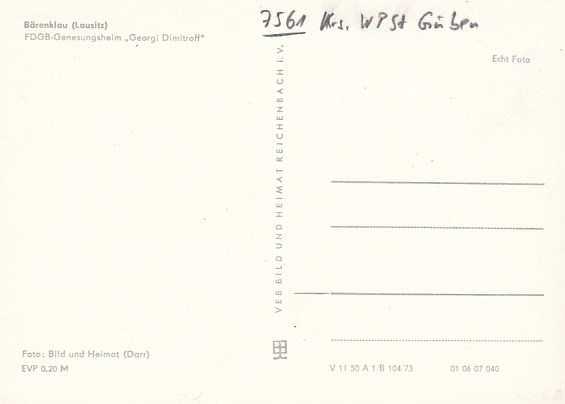 7561 Krs. WPSt Guben
Bärenklau (Lausitz)
FDGB-Genesungsheim „Georgi Dimitroff"
Echt Foto
VEB BILD UND HEIMAT REICHENBACH I. V.
Foto: Bild und Heimat (Darr)
EVP 0,20 M
V 11 50 A 1/B 104/73
01 06 07 040